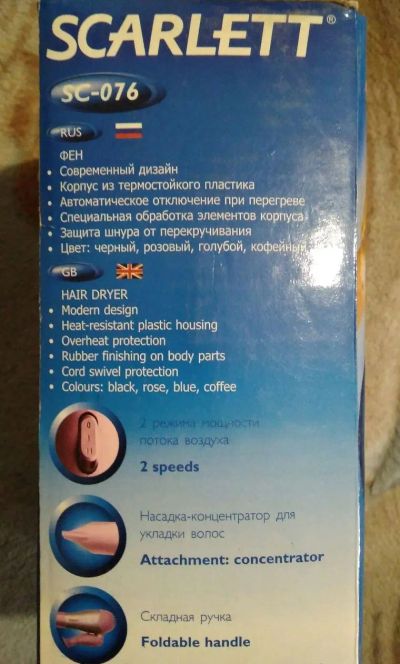 SCARLETT®
SC-076
RUS
ФЕН
• Современный дизайн
• Корпус из термостойкого пластика
• Автоматическое отключение при перегреве
• Специальная обработка элементов корпуса
• Защита шнура от перекручивания
• Цвет: черный, розовый, голубой, кофейный
GB
HAIR DRYER
• Modern design
• Heat-resistant plastic housing
• Overheat protection
• Rubber finishing on body parts
• Cord swivel protection
• Colours: black, rose, blue, coffee
2 режима мощности
потока воздуха
2 speeds
Насадка-концентратор для
укладки волос
Attachment: concentrator
Складная ручка
Foldable handle